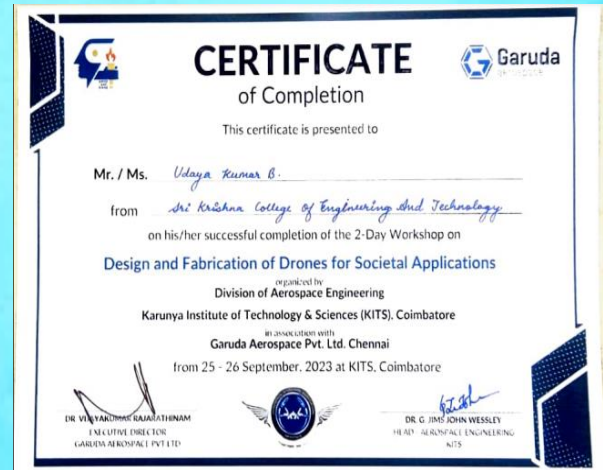 CERTIFICATE
of Completion
Garuda
aerospace
This certificate is presented to
Mr. / Ms. Udaya Kumar B.
from Sri Krishna College Of Engineering And Technology
on his/her successful completion of the 2-Day Workshop on
Design and Fabrication of Drones for Societal Applications
organized by
Division of Aerospace Engineering
Karunya Institute of Technology & Sciences (KITS), Coimbatore
in association with
Garuda Aerospace Pvt. Ltd. Chennai
from 25 - 26 September, 2023 at KITS, Coimbatore
DR. VIJAYAKUMAR RAJARATHINAM
EXECUTIVE DIRECTOR
GARUDA AEROSPACE PVT LTD
DR. G. JIMS JOHN WESSLEY
HEAD - AEROSPACE ENGINEERING
KITS